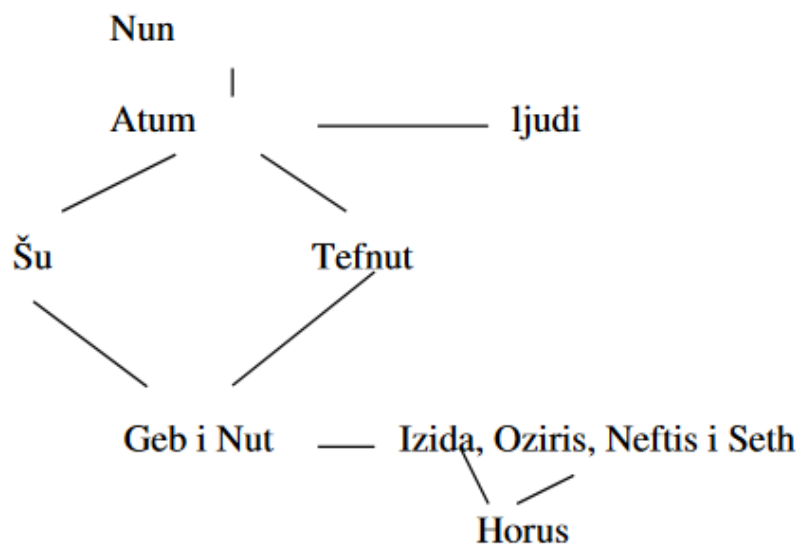 Nun
Atum ljudi
Šu Tefnut
Geb i Nut Izida, Oziris, Neftis i Seth
Horus